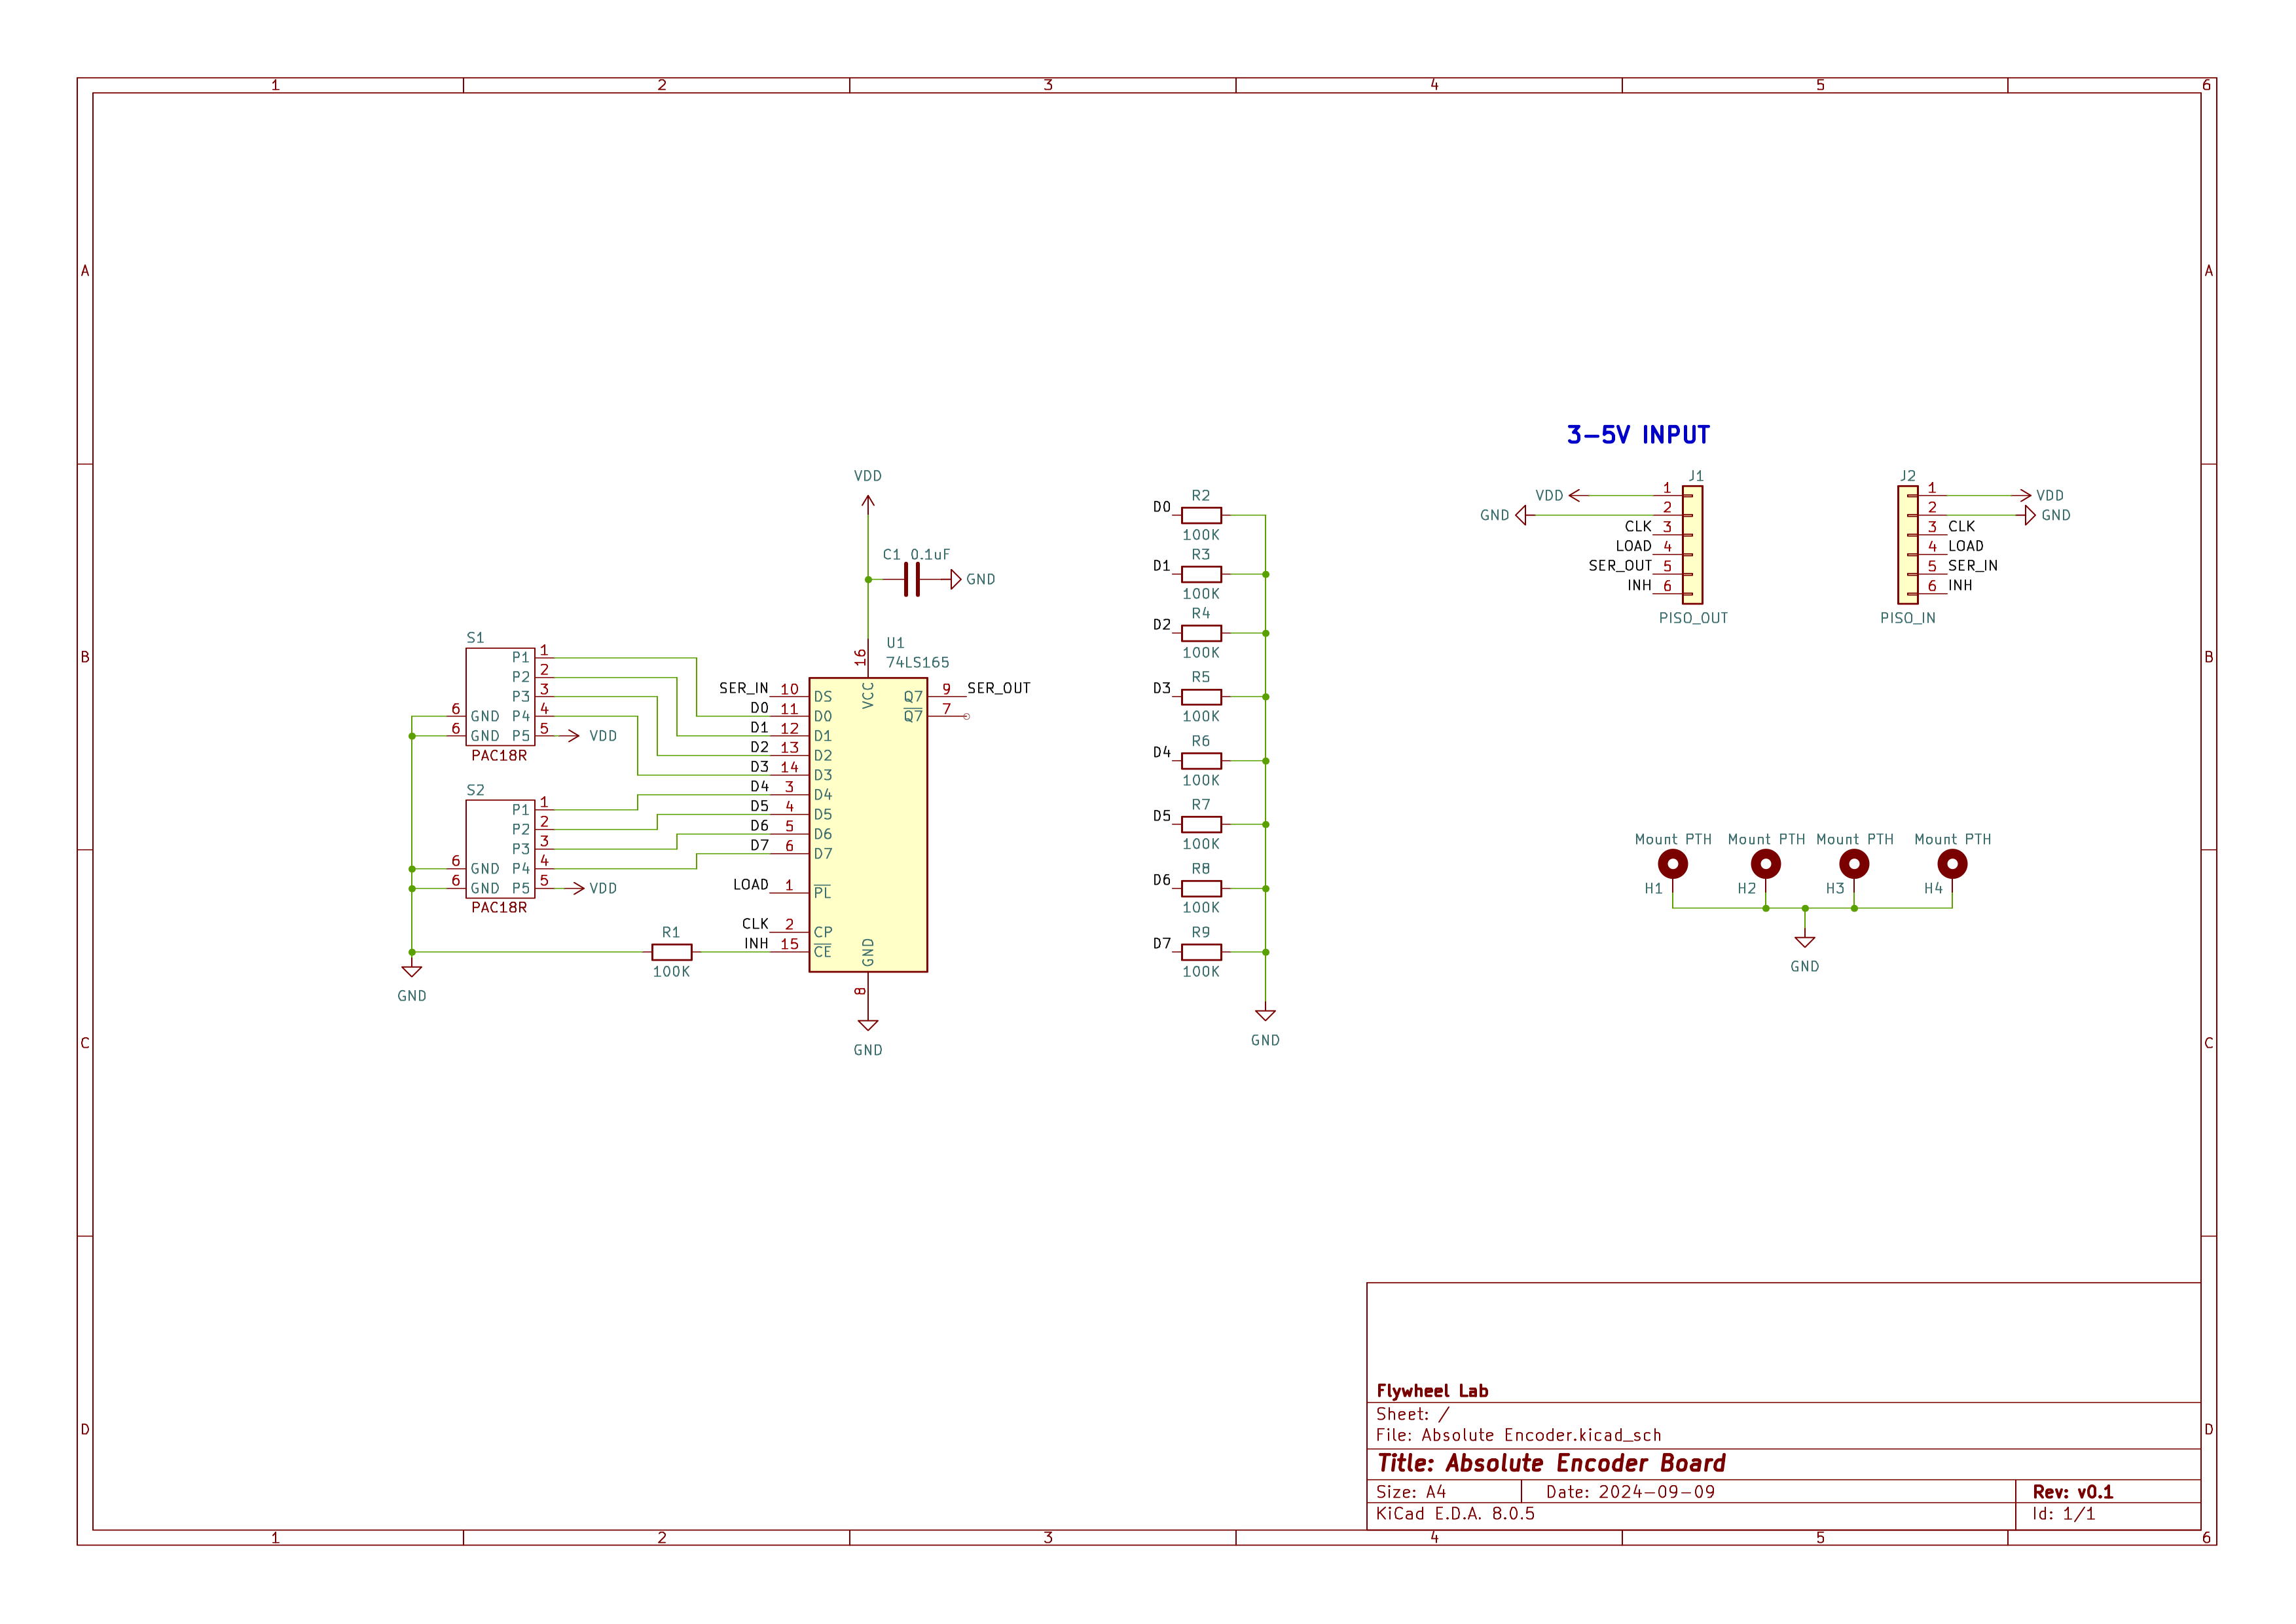 1 2 3 4 5 6
A A
3-5V INPUT
VDD
J1 J2
D0 R2 100K
VDD 1 1 VDD
GND 2 2 GND
CLK 3 3 CLK
LOAD 4 4 LOAD
SER_OUT 5 5 SER_IN
INH 6 6 INH
PISO_OUT PISO_IN
C1 0.1uF GND
D1 R3 100K
D2 R4 100K
D3 R5 100K
D4 R6 100K
D5 R7 100K
D6 R8 100K
D7 R9 100K
GND
B B
S1
P1 1
P2 2
P3 3
6 GND P4 4
6 GND P5 5 VDD
PAC18R
S2
P1 1
P2 2
P3 3
6 GND P4 4
6 GND P5 5 VDD
PAC18R
GND
R1
100K
U1
74LS165
16 VCC
SER_IN 10 DS Q7 9 SER_OUT
D0 11 D0 Q7 7
D1 12 D1
D2 13 D2
D3 14 D3
D4 3 D4
D5 4 D5
D6 5 D6
D7 6 D7
LOAD 1 PL
CLK 2 CP
INH 15 CE
GND 8
GND
Mount PTH Mount PTH Mount PTH Mount PTH
H1 H2 H3 H4
GND
C C
Flywheel Lab
Sheet: /
File: Absolute Encoder.kicad_sch
D D
Title: Absolute Encoder Board
Size: A4 Date: 2024-09-09 Rev: v0.1
KiCad E.D.A. 8.0.5 Id: 1/1
1 2 3 4 5 6